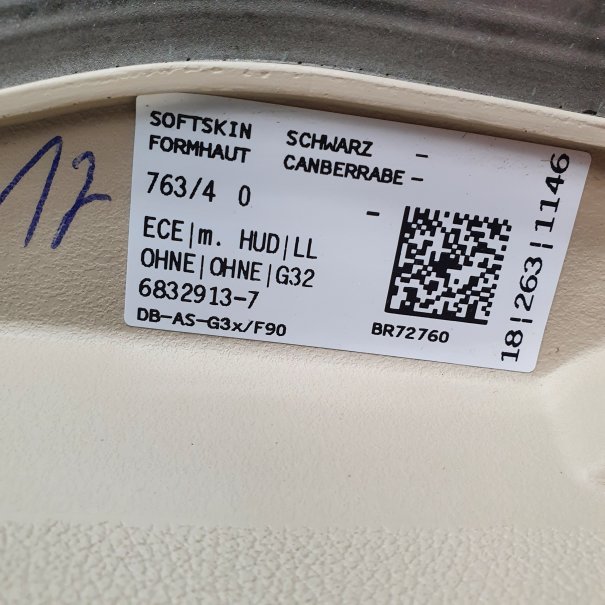 17
SOFTSKIN SCHWARZ -
FORMHAUT CANBERRABE -
763/4 0 -
ECE|m. HUD|LL
OHNE|OHNE|G32
6832913-7
DB-AS-G3x/F90
BR72760
18|263|1146